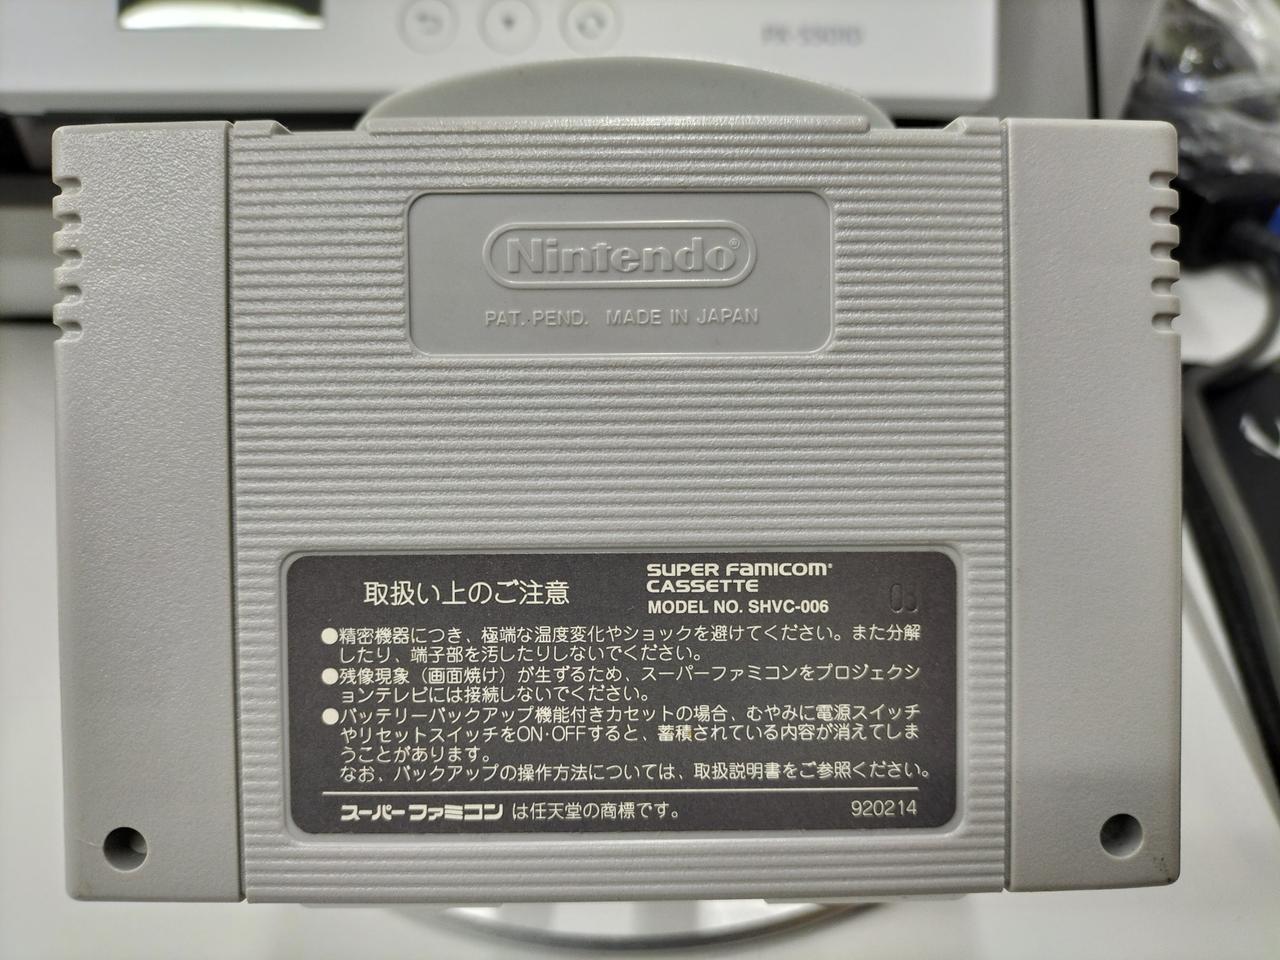 PX-S5010
Nintendo®
PAT. PEND. MADE IN JAPAN
取扱い上のご注意
SUPER FAMICOM®
CASSETTE
MODEL NO. SHVC-006
03
●精密機器につき、極端な温度変化やショックを避けてください。また分解
したり、端子部を汚したりしないでください。
●残像現象（画面焼け）が生ずるため、スーパーファミコンをプロジェクシ
ョンテレビには接続しないでください。
●バッテリーバックアップ機能付きカセットの場合、むやみに電源スイッチ
やリセットスイッチをON・OFFすると、蓄積されている内容が消えてしま
うことがあります。
なお、バックアップの操作方法については、取扱説明書をご参照ください。
スーパーファミコン は任天堂の商標です。
920214